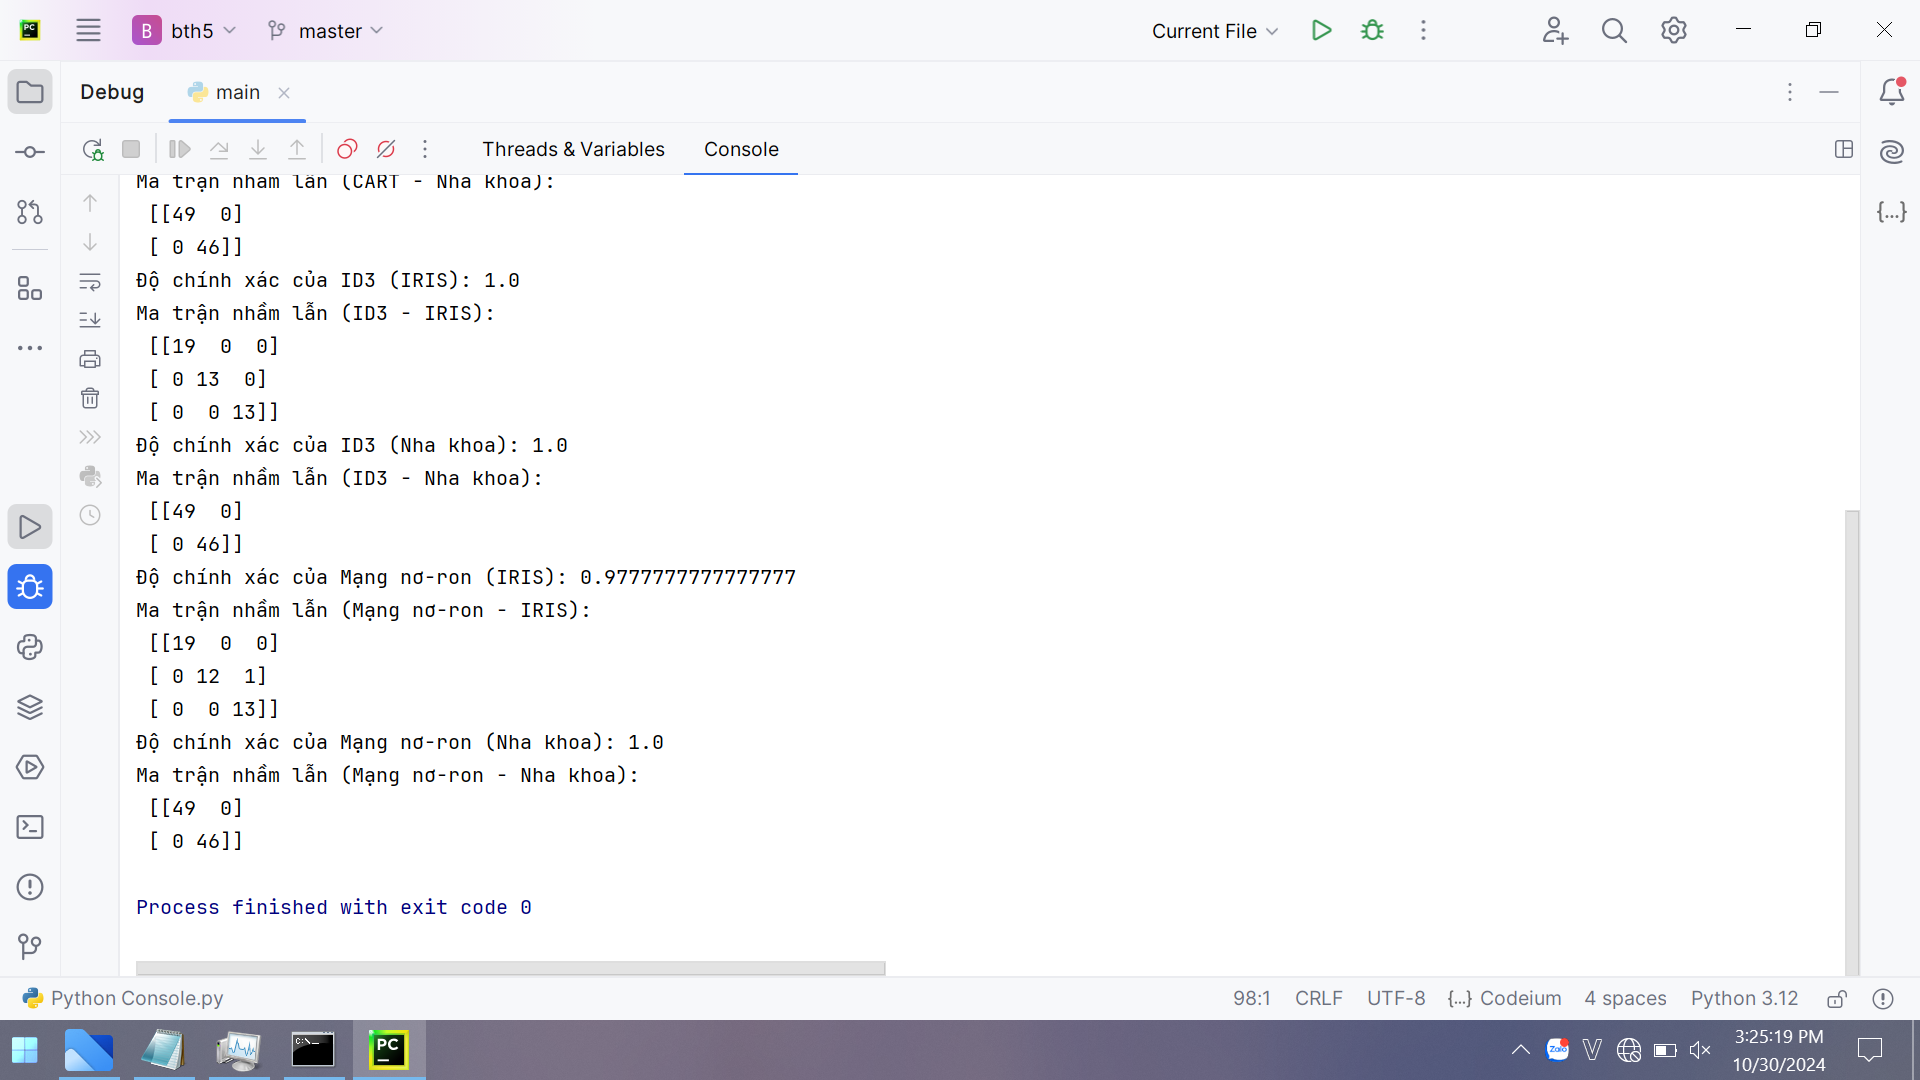 B bth5 master Current File
Debug main
Threads & Variables Console
Ma trận nhầm lẫn (CART - Nha khoa):
[[49  0]
[ 0 46]]
Độ chính xác của ID3 (IRIS): 1.0
Ma trận nhầm lẫn (ID3 - IRIS):
[[19  0  0]
[ 0 13  0]
[ 0  0 13]]
Độ chính xác của ID3 (Nha khoa): 1.0
Ma trận nhầm lẫn (ID3 - Nha khoa):
[[49  0]
[ 0 46]]
Độ chính xác của Mạng nơ-ron (IRIS): 0.9777777777777777
Ma trận nhầm lẫn (Mạng nơ-ron - IRIS):
[[19  0  0]
[ 0 12  1]
[ 0  0 13]]
Độ chính xác của Mạng nơ-ron (Nha khoa): 1.0
Ma trận nhầm lẫn (Mạng nơ-ron - Nha khoa):
[[49  0]
[ 0 46]]
Process finished with exit code 0
Python Console.py 98:1 CRLF UTF-8 {...} Codeium 4 spaces Python 3.12
PC Zalo 3:25:19 PM
10/30/2024